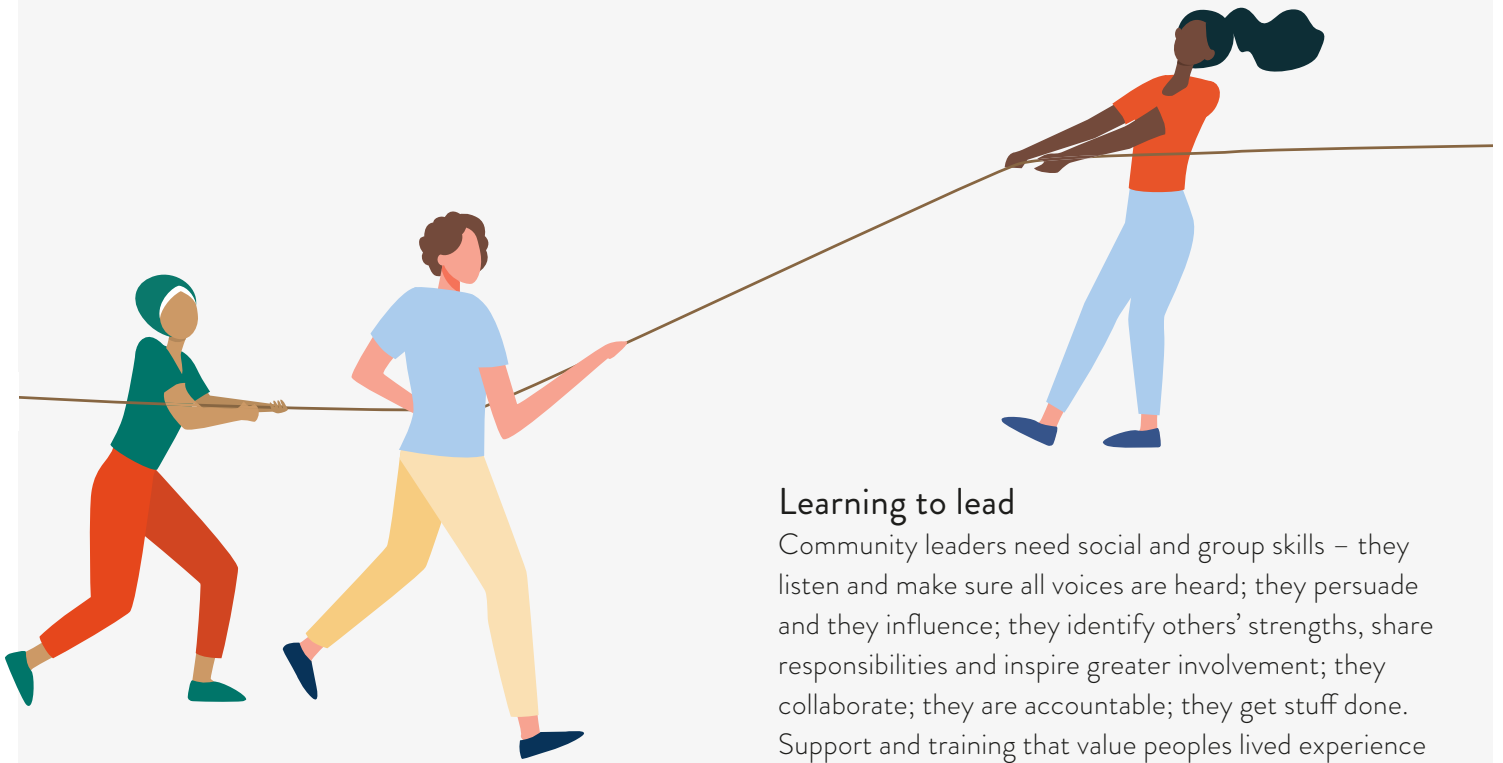 Learning to lead
Community leaders need social and group skills – they
listen and make sure all voices are heard; they persuade
and they influence; they identify others’ strengths, share
responsibilities and inspire greater involvement; they
collaborate; they are accountable; they get stuff done.
Support and training that value peoples lived experience